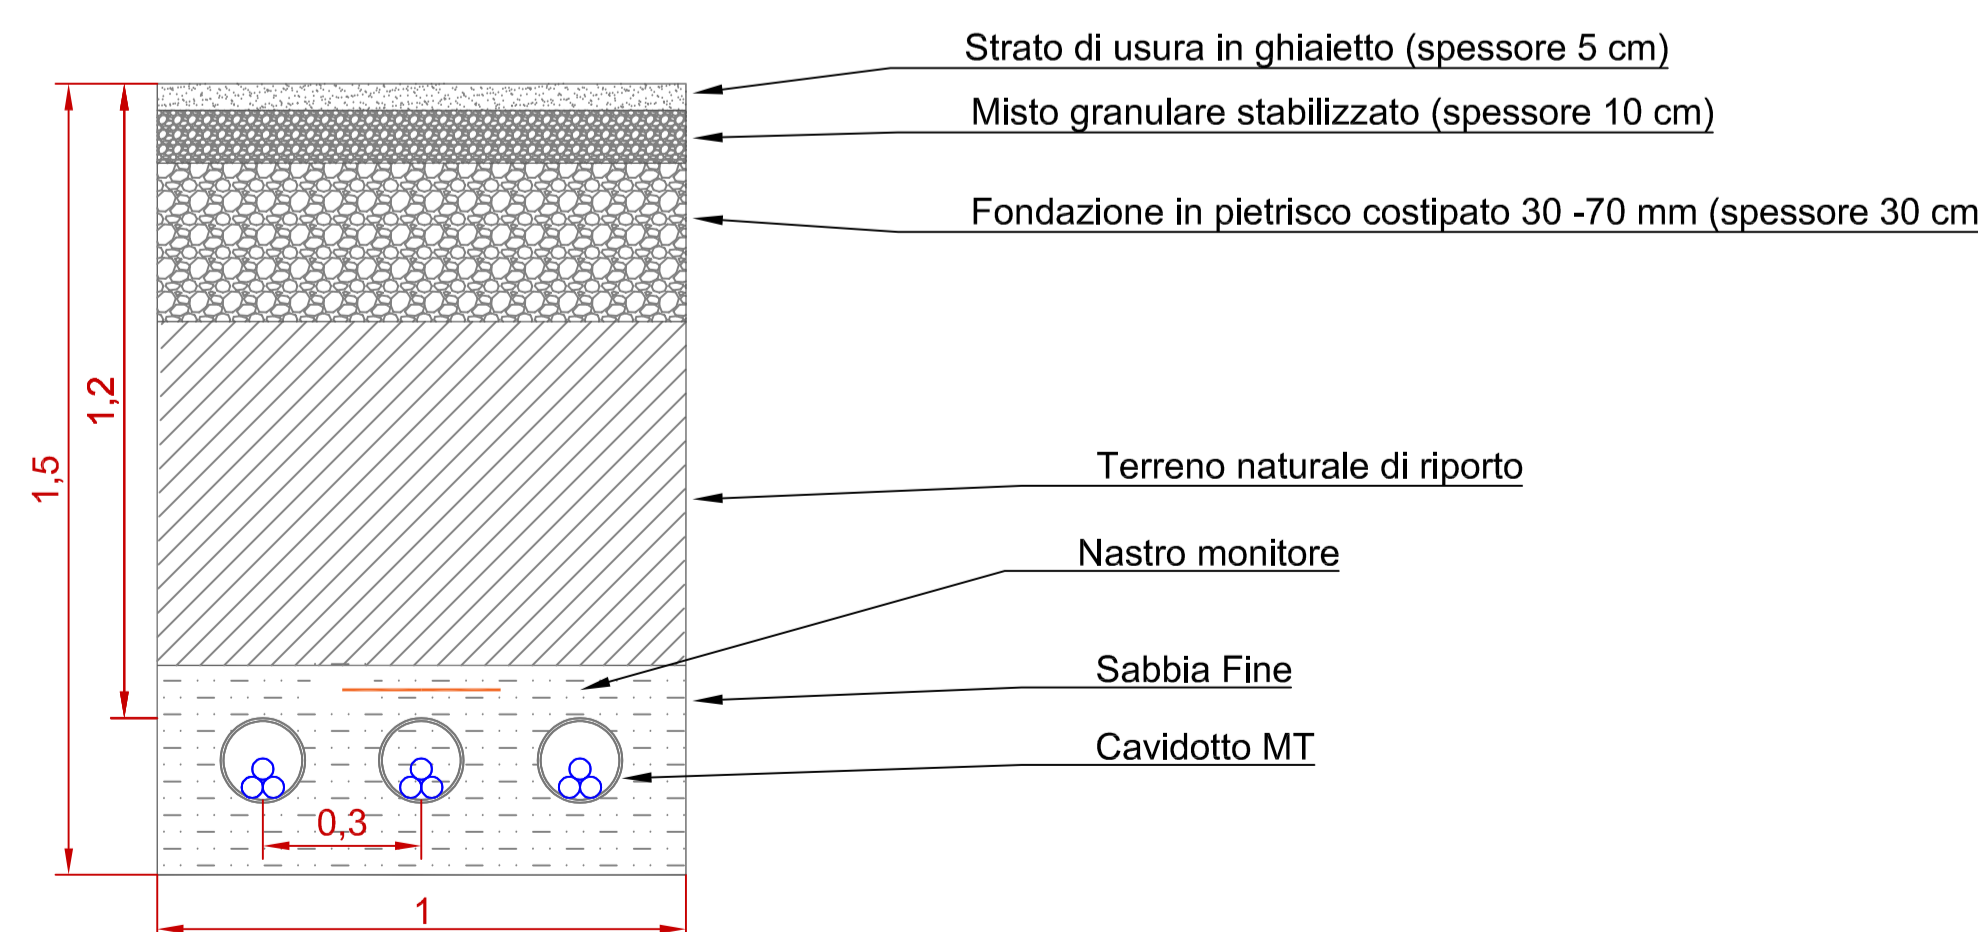 Strato di usura in ghiaietto (spessore 5 cm)
Misto granulare stabilizzato (spessore 10 cm)
Fondazione in pietrisco costipato 30 -70 mm (spessore 30 cm
1,2
1,5
Terreno naturale di riporto
Nastro monitore
Sabbia Fine
Cavidotto MT
0,3
1